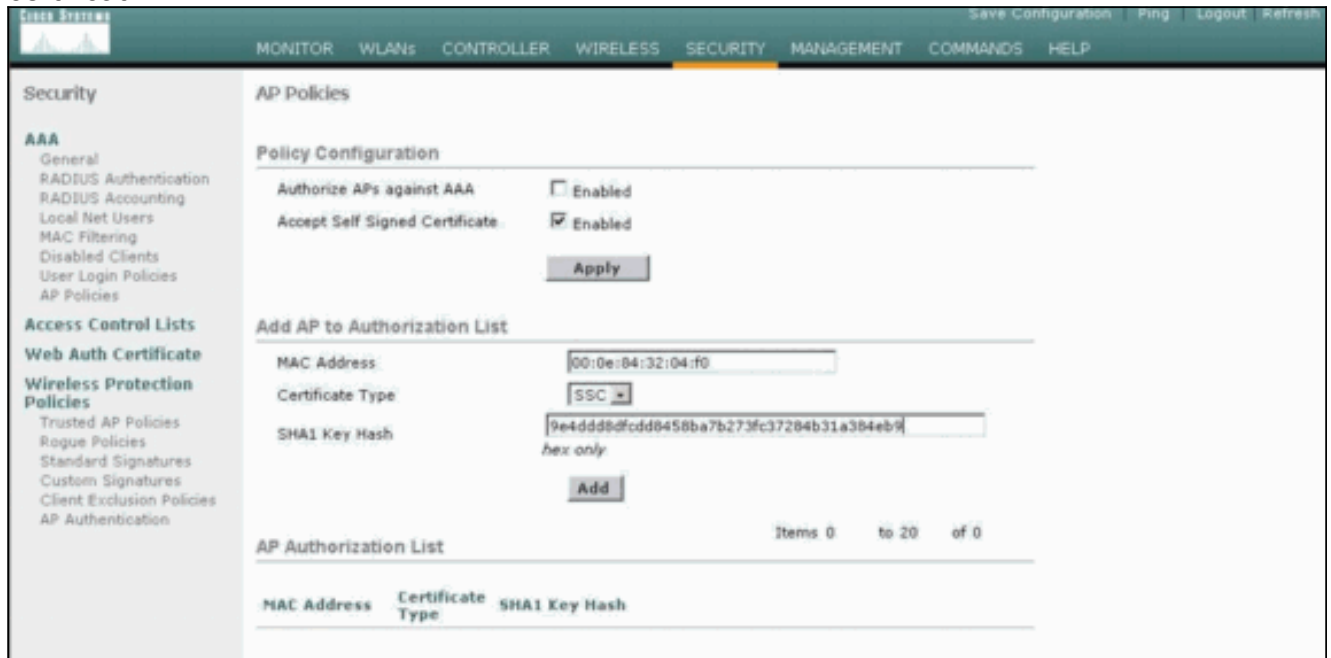 CISCO SYSTEMS
Save Configuration | Ping | Logout | Refresh
MONITOR WLANs CONTROLLER WIRELESS SECURITY MANAGEMENT COMMANDS HELP
Security
AAA
General
RADIUS Authentication
RADIUS Accounting
Local Net Users
MAC Filtering
Disabled Clients
User Login Policies
AP Policies
Access Control Lists
Web Auth Certificate
Wireless Protection
Policies
Trusted AP Policies
Rogue Policies
Standard Signatures
Custom Signatures
Client Exclusion Policies
AP Authentication
AP Policies
Policy Configuration
Authorize APs against AAA Enabled
Accept Self Signed Certificate Enabled
Apply
Add AP to Authorization List
MAC Address 00:0e:84:32:04:f0
Certificate Type SSC
SHA1 Key Hash 9e4ddd8dfcdd8458ba7b273fc37284b31a384eb9
hex only
Add
Items 0 to 20 of 0
AP Authorization List
MAC Address Certificate Type SHA1 Key Hash